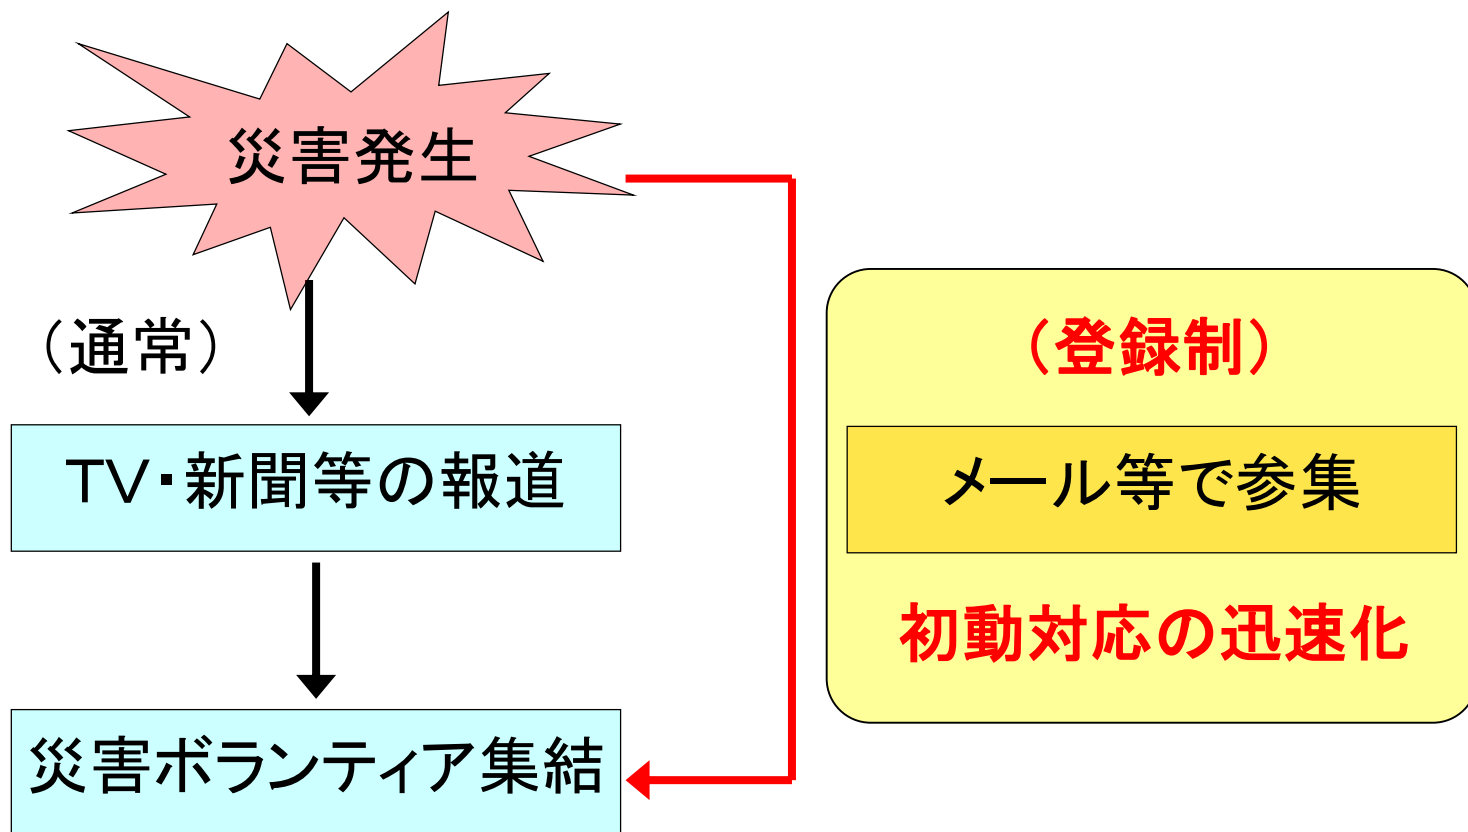 災害発生
（通常）
TV・新聞等の報道
災害ボランティア集結
（登録制）
メール等で参集
初動対応の迅速化